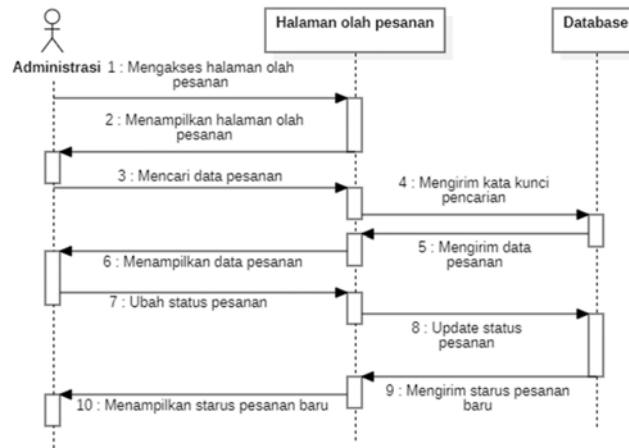 Halaman olah pesanan
Database
Administrasi
1 : Mengakses halaman olah
pesanan
2 : Menampilkan halaman olah
pesanan
3 : Mencari data pesanan
4 : Mengirim kata kunci
pencarian
5 : Mengirim data
pesanan
6 : Menampilkan data pesanan
7 : Ubah status pesanan
8 : Update status
pesanan
9 : Mengirim starus pesanan
baru
10 : Menampilkan starus pesanan baru